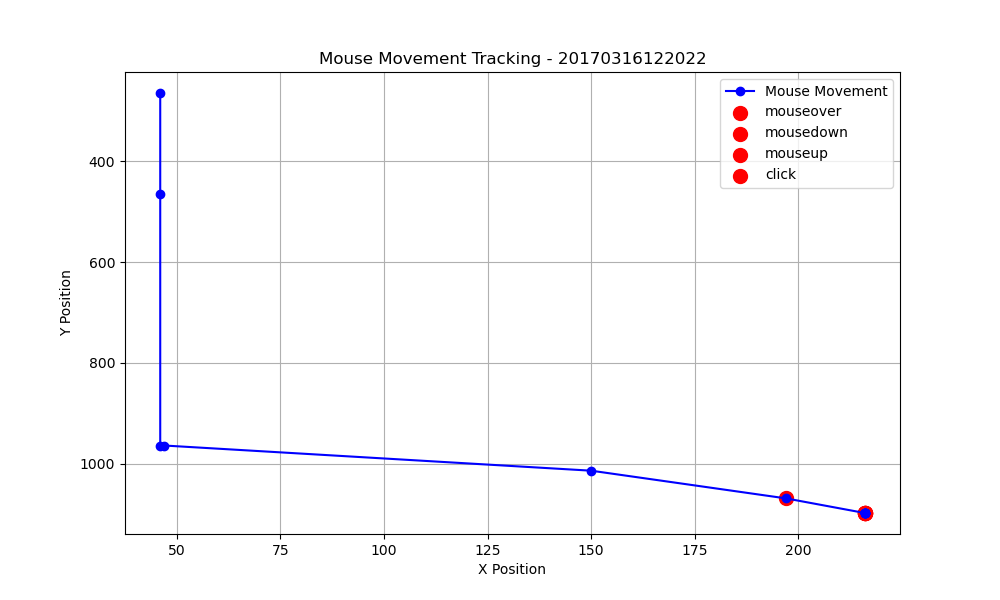 Mouse Movement Tracking - 20170316122022
Mouse Movement
mouseover
mousedown
mouseup
click
400
600
800
1000
Y Position
50
75
100
125
150
175
200
X Position